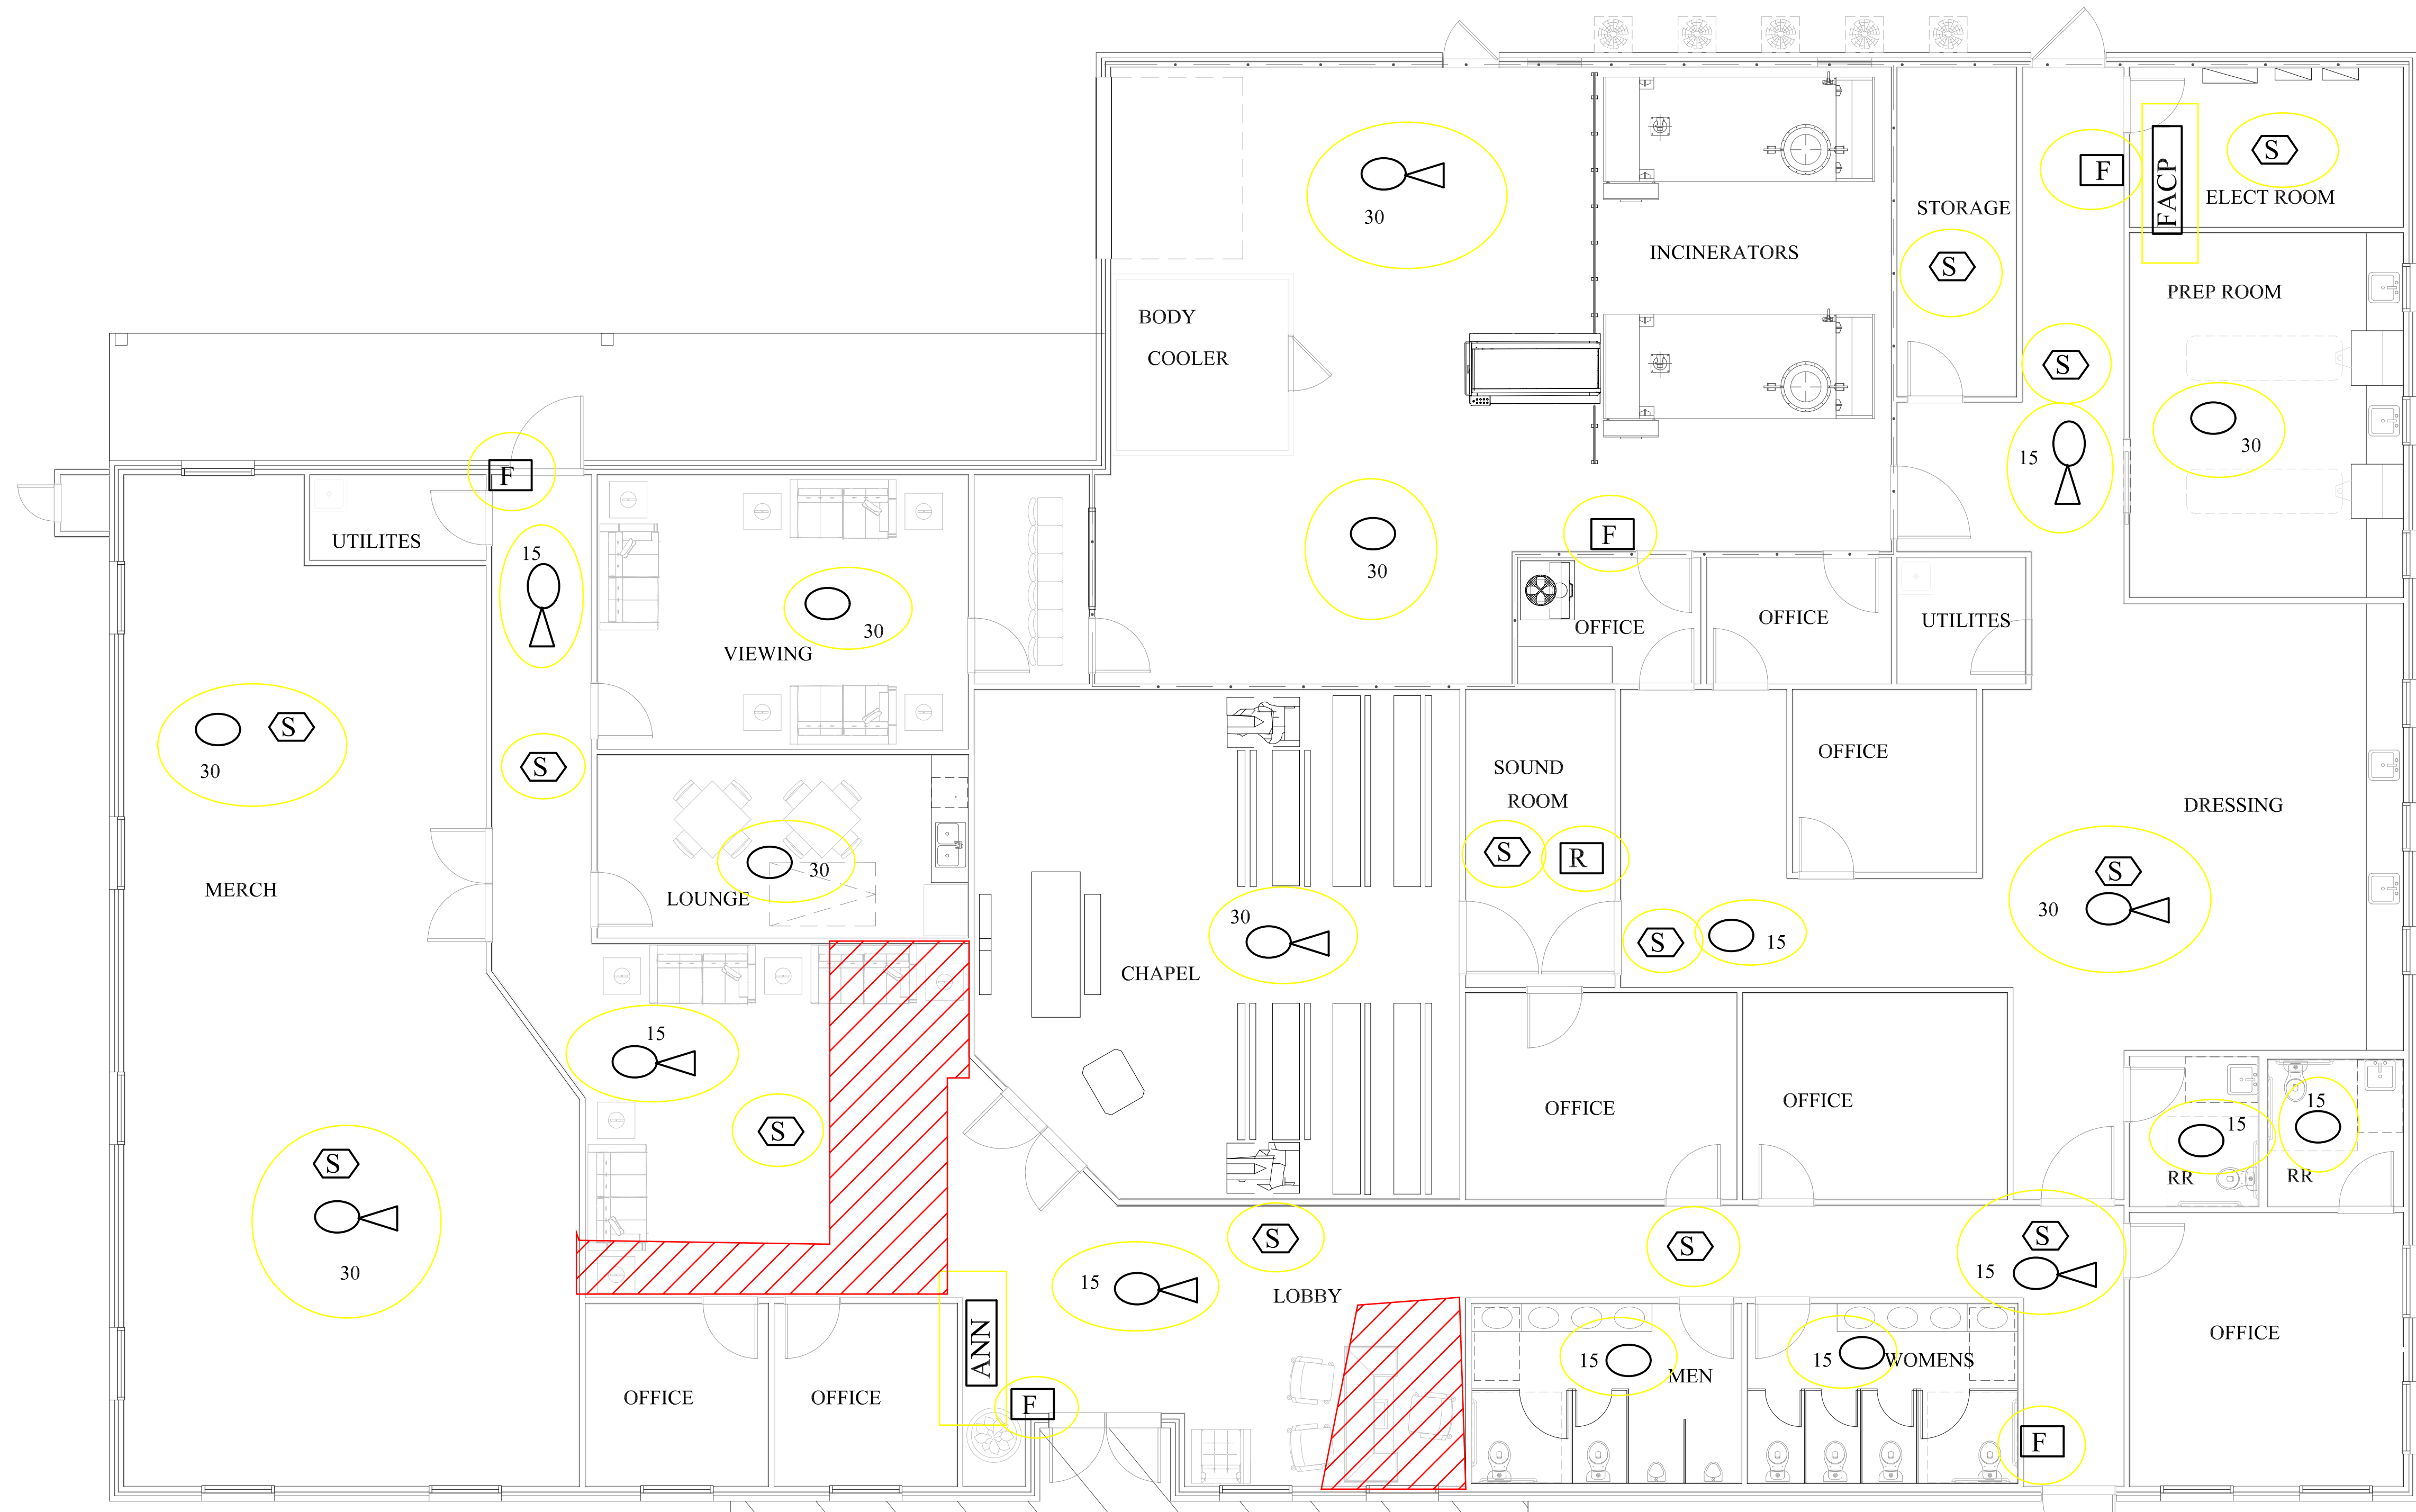 S
F
FACP
ELECT ROOM
30
STORAGE
S
INCINERATORS
PREP ROOM
BODY
COOLER
S
15
30
F
UTILITES
15
F
30
VIEWING
30
OFFICE
OFFICE
UTILITES
S
30
S
OFFICE
SOUND
ROOM
DRESSING
S
R
S
30
LOUNGE
30
MERCH
30
CHAPEL
S
15
15
S
OFFICE
OFFICE
15
15
RR
RR
S
S
30
LOBBY
15
S
S
S
15
ANN
15
MEN
15
WOMENS
OFFICE
OFFICE
OFFICE
F
F